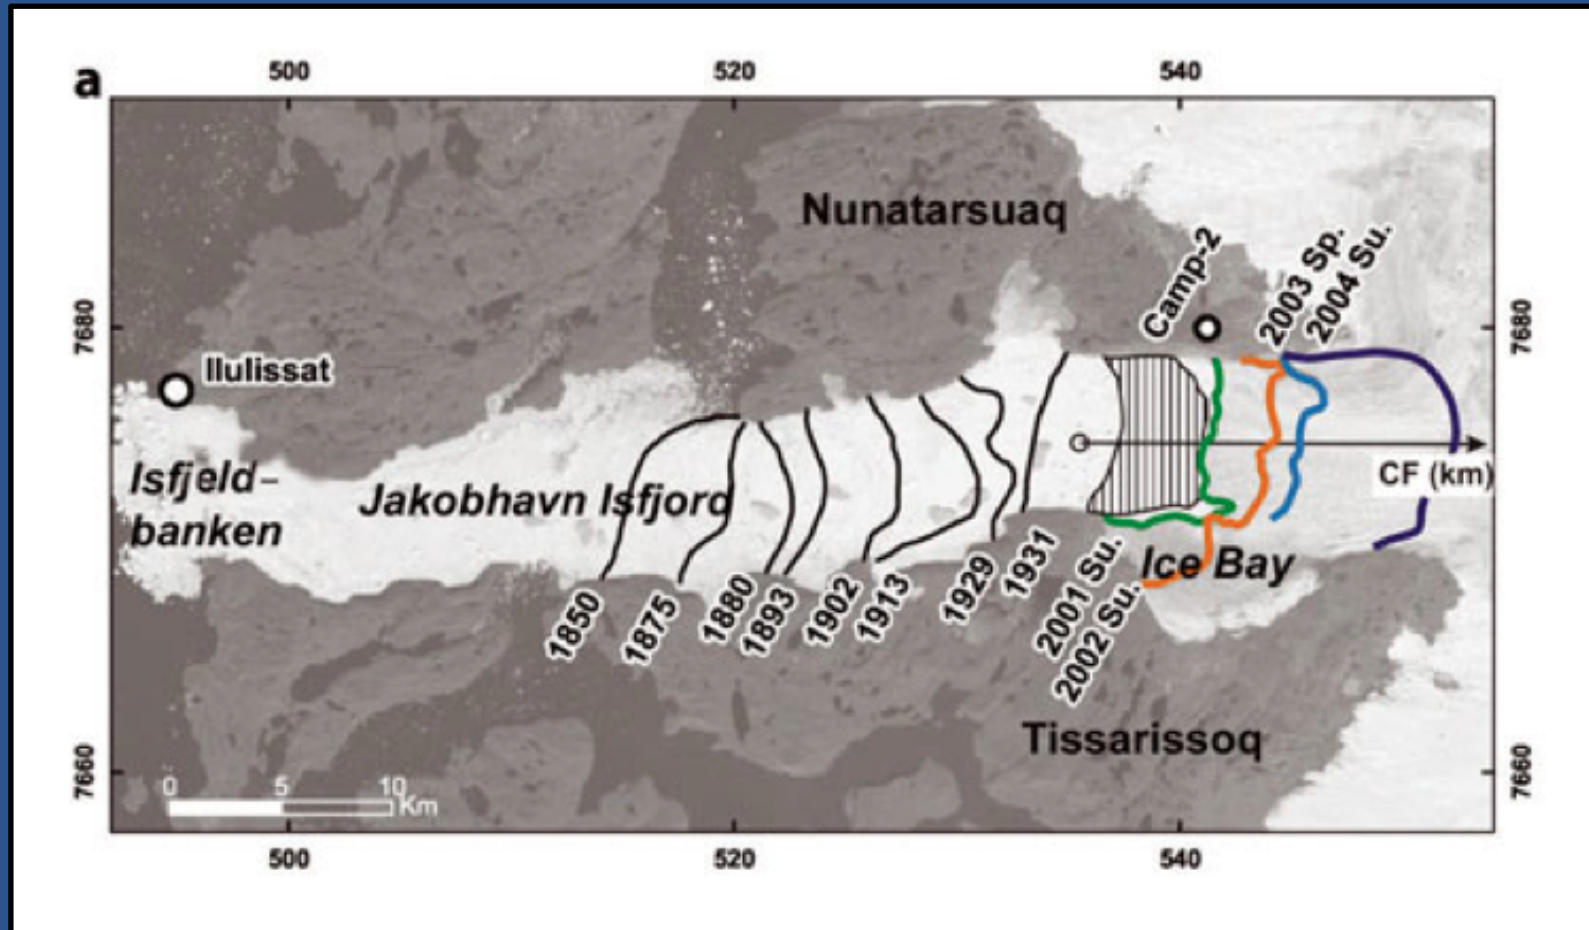 a
500 520 540
Nunatarsuaq
Camp-2
2003 Sp.
2004 Su.
7680 7680
Ilulissat
CF (km)
Isfjeld-
banken
Jakobhavn Isfjord
Ice Bay
1850
1875
1880
1893
1902
1913
1929
1931
2001 Su.
2002 Su.
Tissarissoq
7660 7660
0 5 10
Km
500 520 540